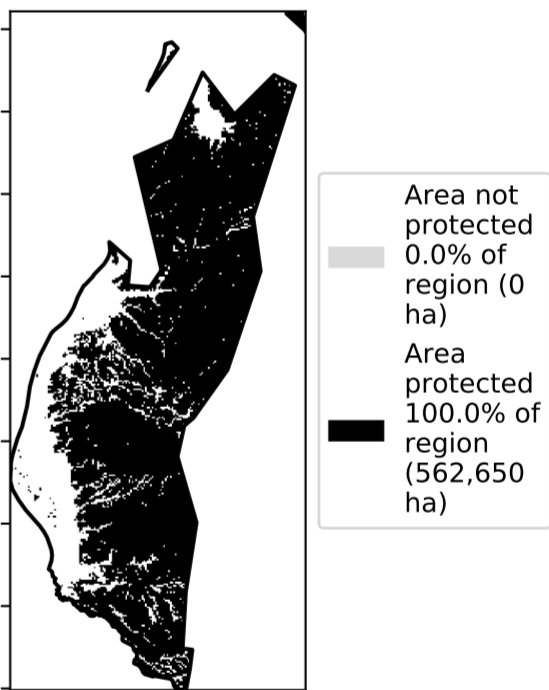 Area not
protected
0.0% of
region (0
ha)
Area
protected
100.0% of
region
(562,650
ha)